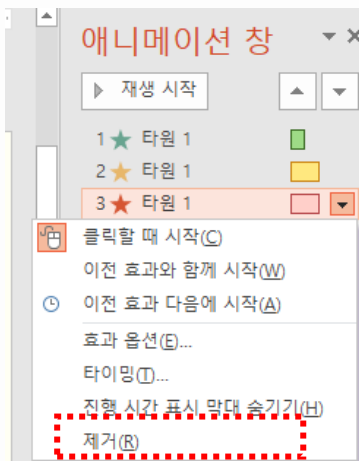 애니메이션 창
재생 시작
1 타원 1
2 타원 1
3 타원 1
클릭할 때 시작(C)
이전 효과와 함께 시작(W)
이전 효과 다음에 시작(A)
효과 옵션(E)...
타이밍(T)...
진행 시간 표시 막대 숨기기(H)
제거(R)